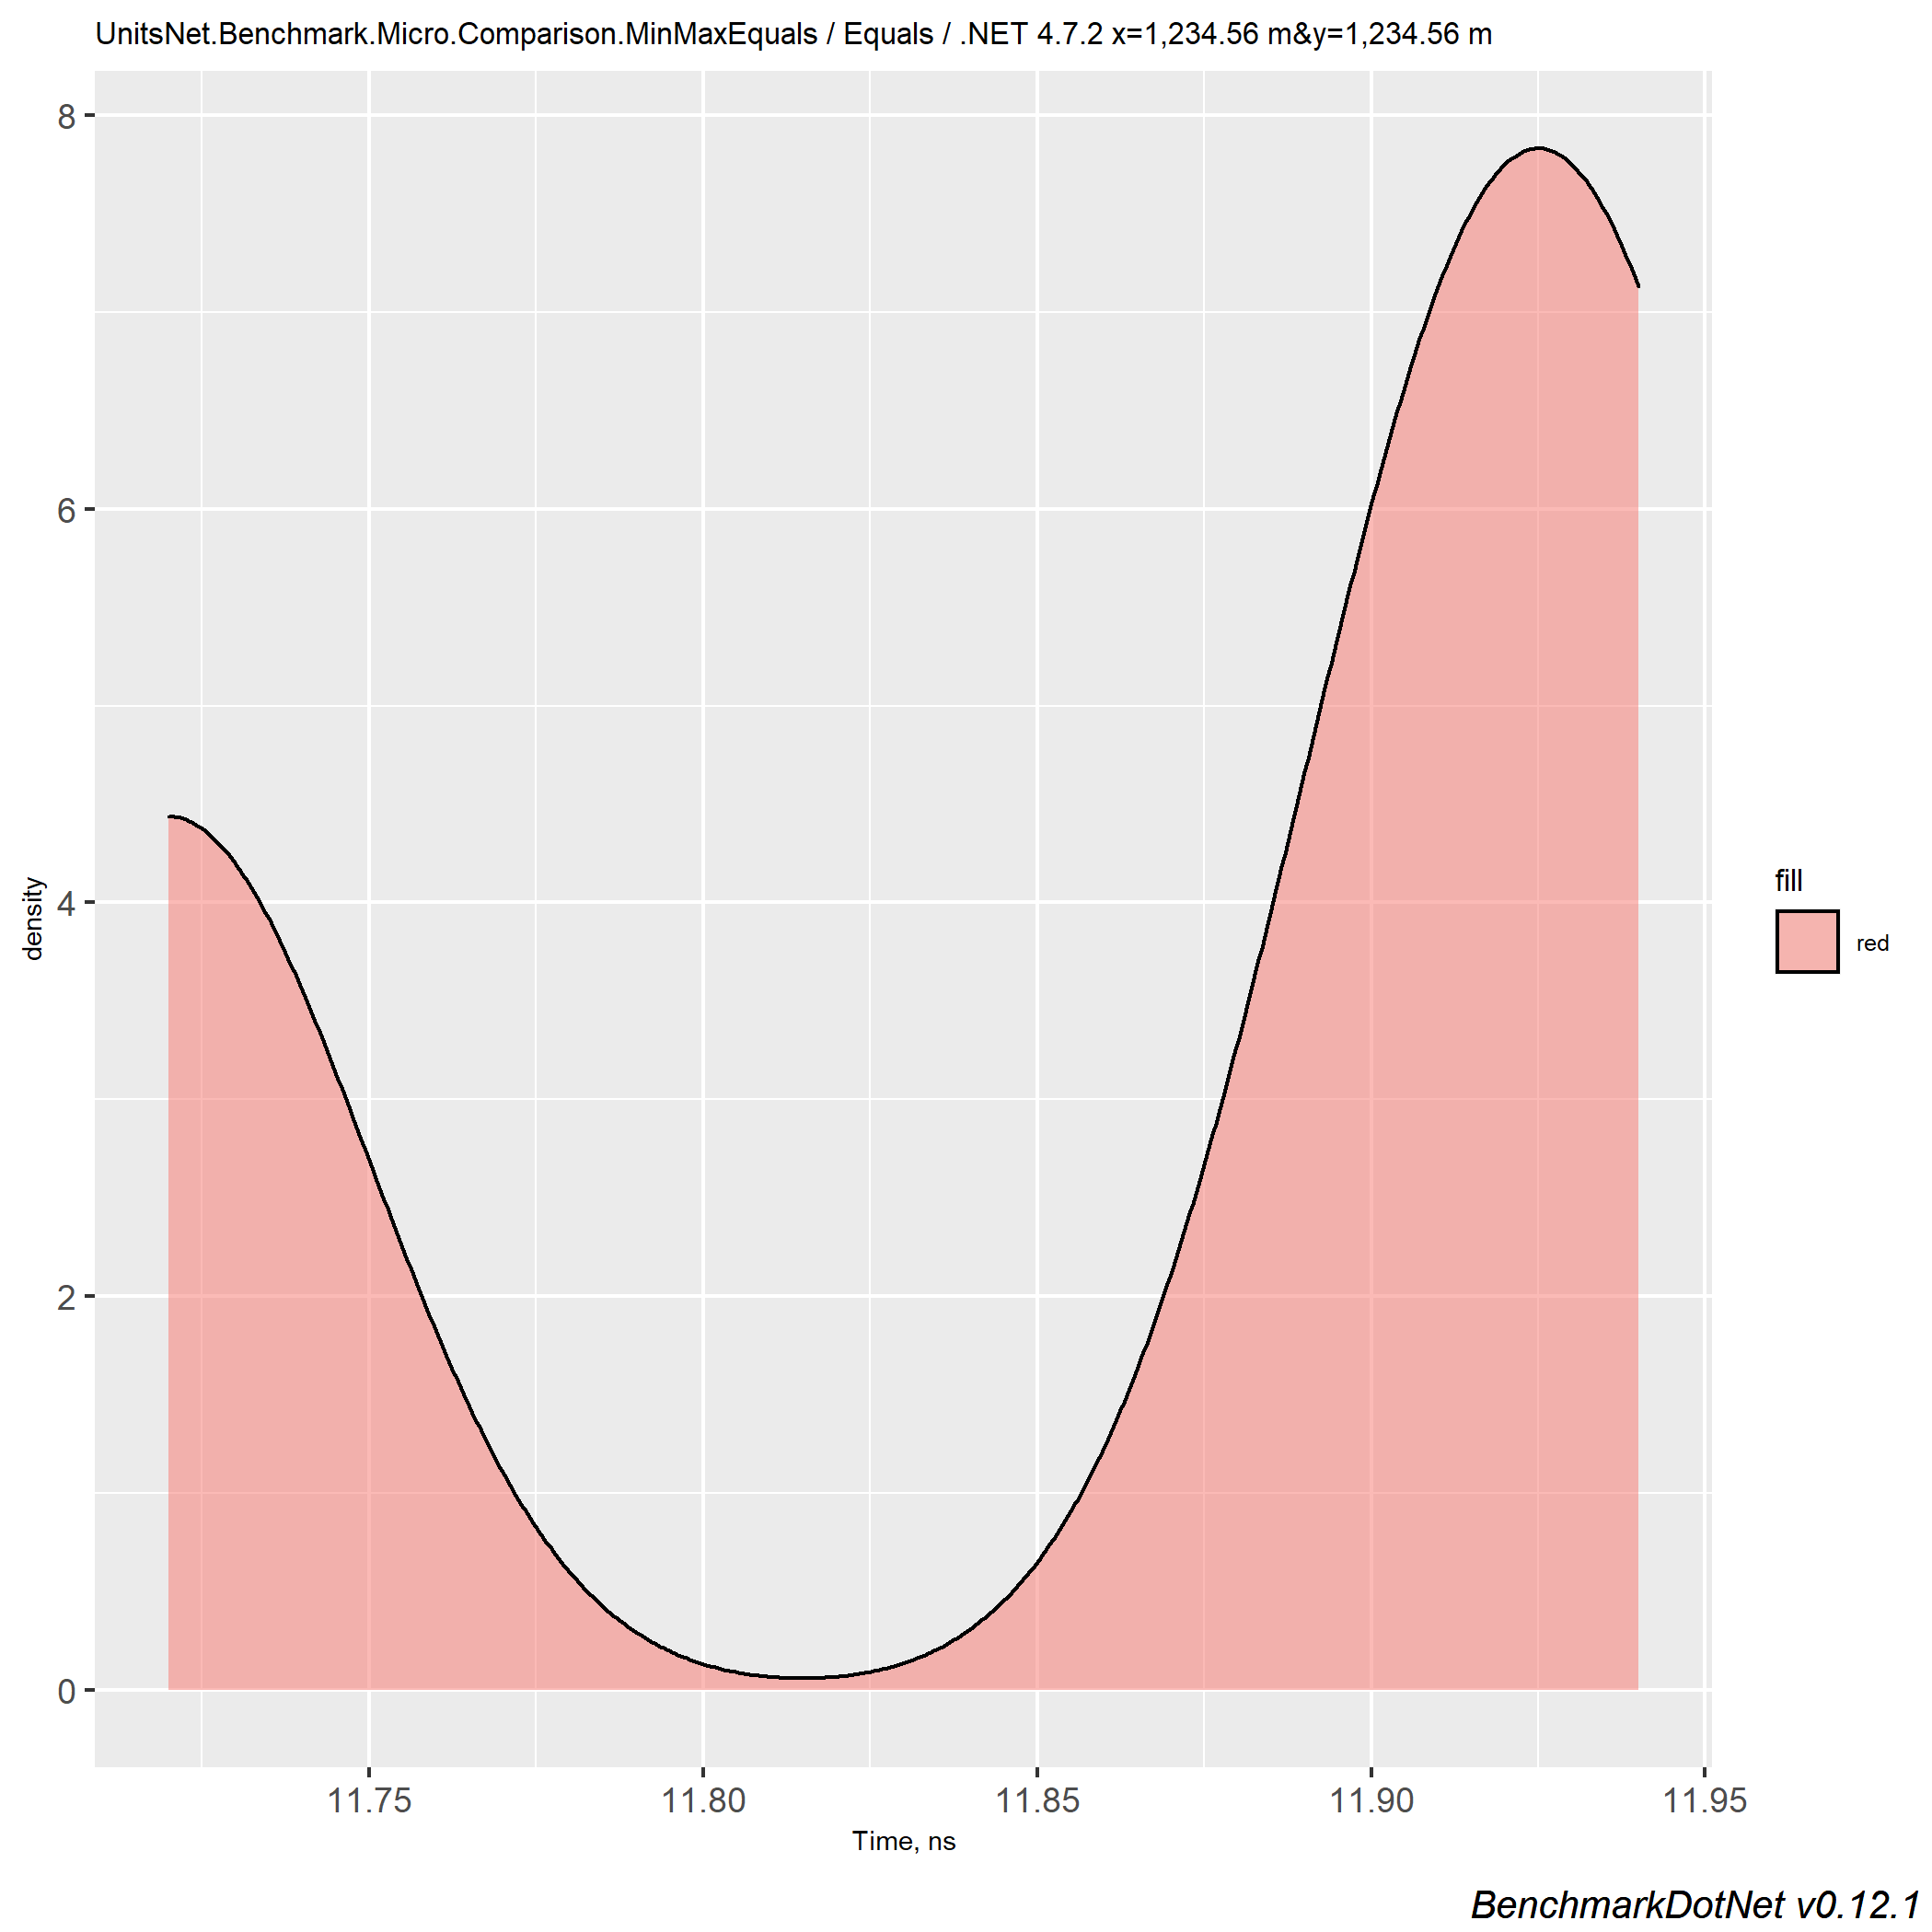 UnitsNet.Benchmark.Micro.Comparison.MinMaxEquals / Equals / .NET 4.7.2 x=1,234.56 m&y=1,234.56 m
8
6
4
2
0
density
11.75 11.80 11.85 11.90 11.95
Time, ns
fill
red
BenchmarkDotNet v0.12.1